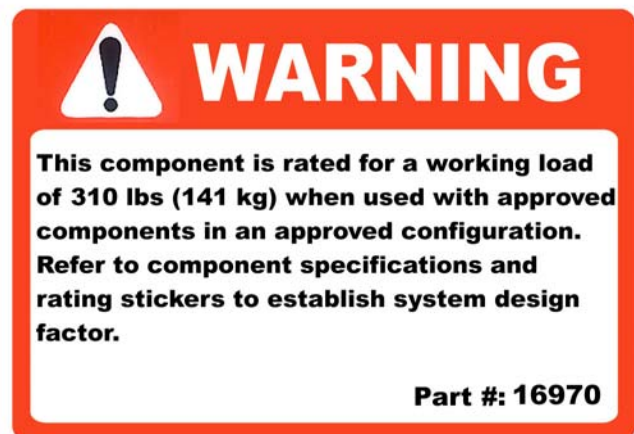 WARNING
This component is rated for a working load
of 310 lbs (141 kg) when used with approved
components in an approved configuration.
Refer to component specifications and
rating stickers to establish system design
factor.
Part #: 16970